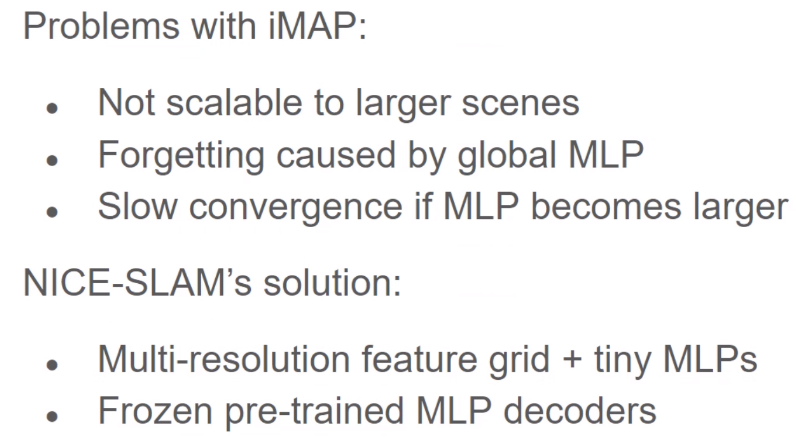 Problems with iMAP:
● Not scalable to larger scenes
● Forgetting caused by global MLP
● Slow convergence if MLP becomes larger
NICE-SLAM’s solution:
● Multi-resolution feature grid + tiny MLPs
● Frozen pre-trained MLP decoders